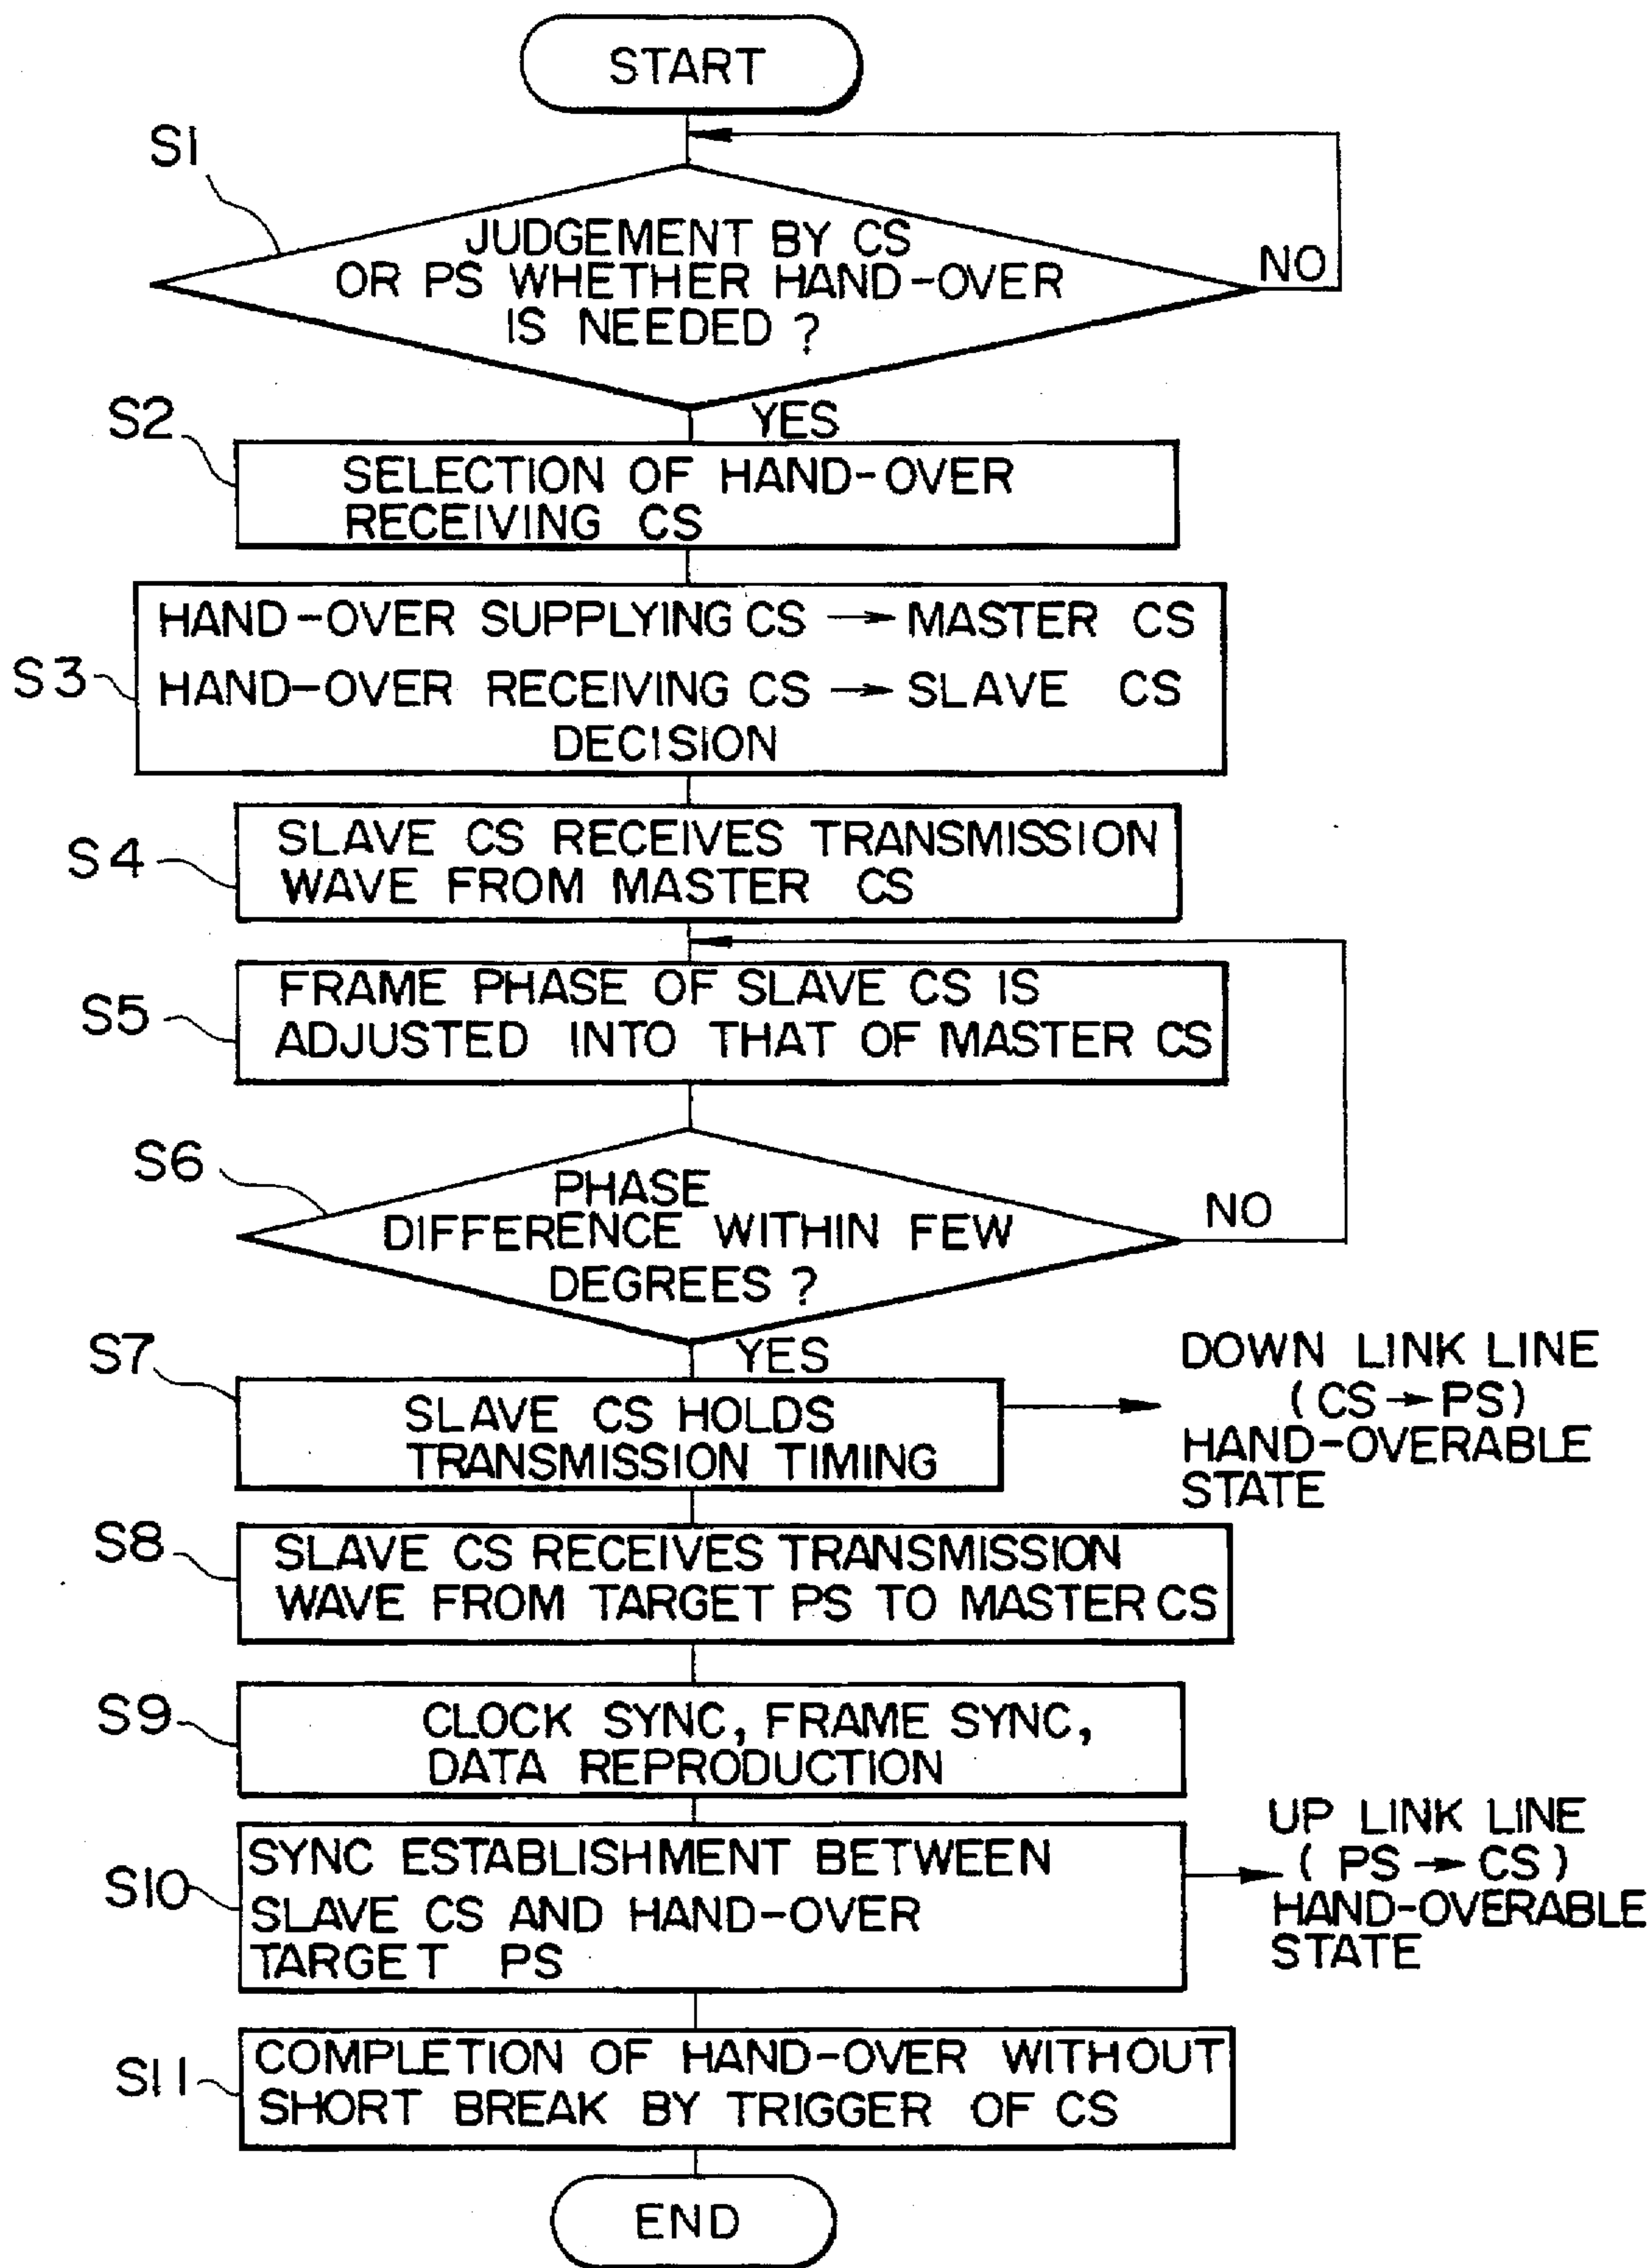 START
S1
JUDGEMENT BY CS
OR PS WHETHER HAND-OVER
IS NEEDED ?
NO
YES
S2
SELECTION OF HAND-OVER
RECEIVING CS
S3
HAND-OVER SUPPLYING CS → MASTER CS
HAND-OVER RECEIVING CS → SLAVE CS
DECISION
S4
SLAVE CS RECEIVES TRANSMISSION
WAVE FROM MASTER CS
S5
FRAME PHASE OF SLAVE CS IS
ADJUSTED INTO THAT OF MASTER CS
S6
PHASE
DIFFERENCE WITHIN FEW
DEGREES ?
NO
YES
S7
SLAVE CS HOLDS
TRANSMISSION TIMING
DOWN LINK LINE
( CS → PS )
HAND-OVERABLE
STATE
S8
SLAVE CS RECEIVES TRANSMISSION
WAVE FROM TARGET PS TO MASTER CS
S9
CLOCK SYNC, FRAME SYNC,
DATA REPRODUCTION
S10
SYNC ESTABLISHMENT BETWEEN
SLAVE CS AND HAND-OVER
TARGET PS
UP LINK LINE
( PS → CS )
HAND-OVERABLE
STATE
S11
COMPLETION OF HAND-OVER WITHOUT
SHORT BREAK BY TRIGGER OF CS
END